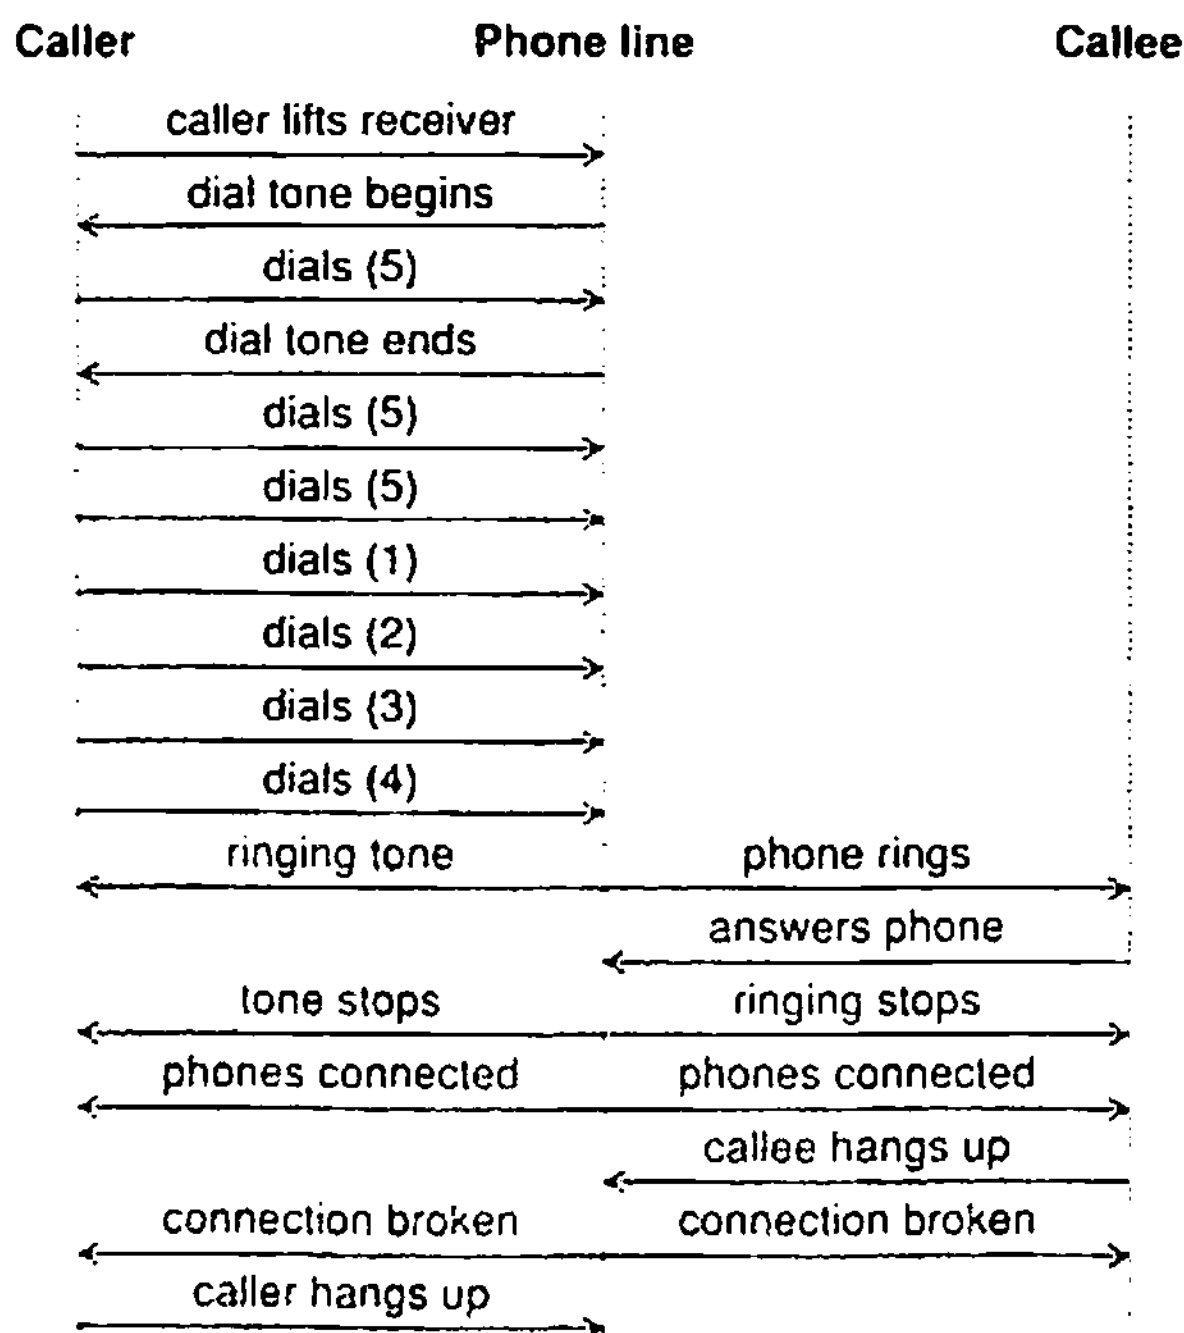 Caller Phone line Callee
caller lifts receiver
dial tone begins
dials (5)
dial tone ends
dials (5)
dials (5)
dials (1)
dials (2)
dials (3)
dials (4)
ringing tone phone rings
answers phone
tone stops ringing stops
phones connected phones connected
callee hangs up
connection broken connection broken
caller hangs up